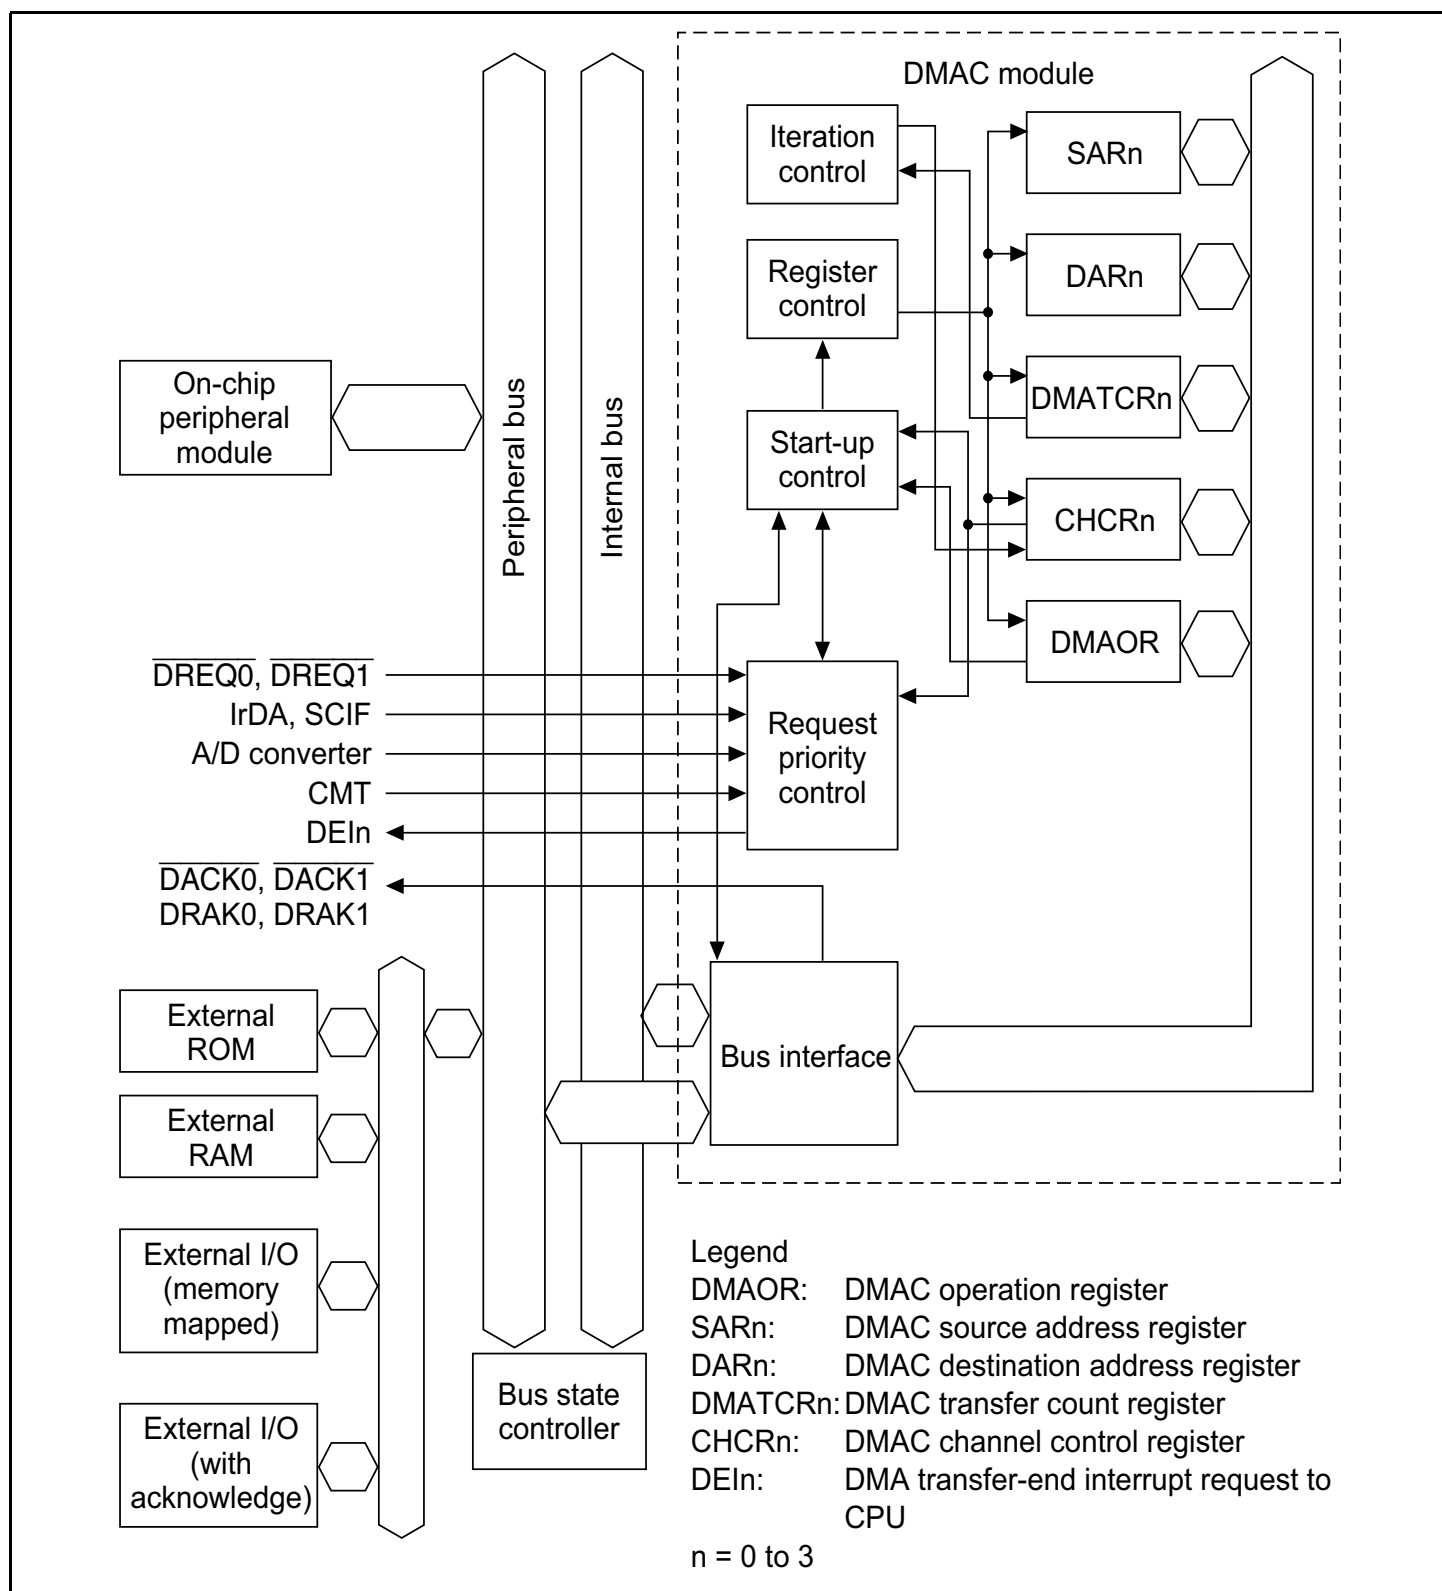 DMAC module
Iteration
control
SARn
Register
control
DARn
On-chip
peripheral
module
Peripheral bus
Internal bus
DMATCRn
Start-up
control
CHCRn
DMAOR
DREQ0, DREQ1
IrDA, SCIF
A/D converter
CMT
DEIn
Request
priority
control
DACK0, DACK1
DRAK0, DRAK1
External
ROM
Bus interface
External
RAM
External I/O
(memory
mapped)
Bus state
controller
External I/O
(with
acknowledge)
Legend
DMAOR: DMAC operation register
SARn: DMAC source address register
DARn: DMAC destination address register
DMATCRn: DMAC transfer count register
CHCRn: DMAC channel control register
DEIn: DMA transfer-end interrupt request to
CPU
n = 0 to 3